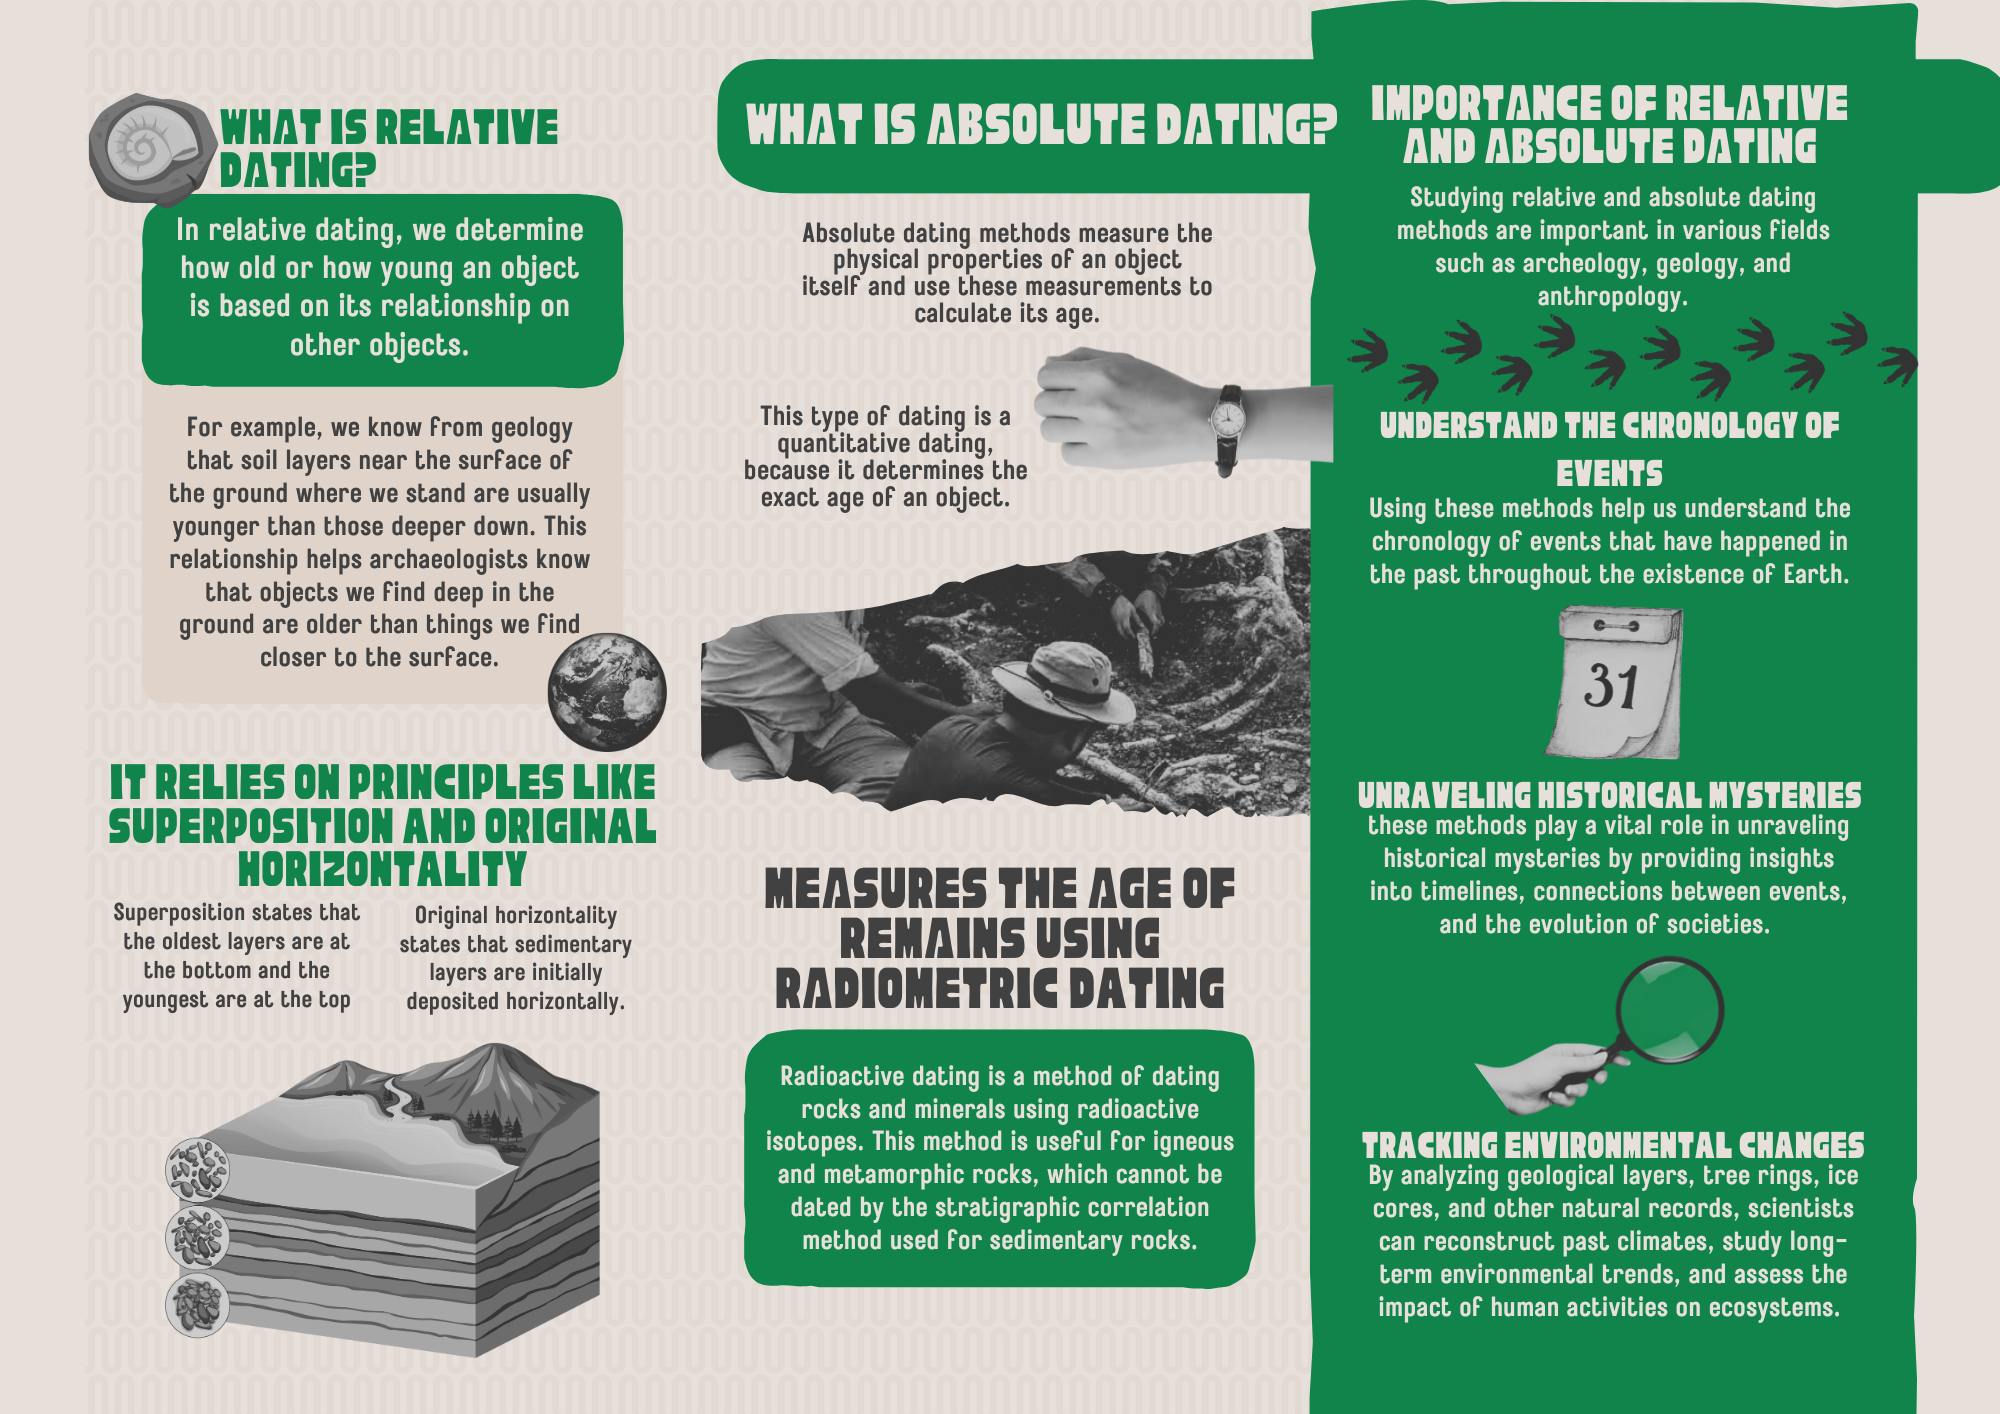 WHAT IS RELATIVE
DATING?
In relative dating, we determine
how old or how young an object
is based on its relationship on
other objects.
For example, we know from geology
that soil layers near the surface of
the ground where we stand are usually
younger than those deeper down. This
relationship helps archaeologists know
that objects we find deep in the
ground are older than things we find
closer to the surface.
IT RELIES ON PRINCIPLES LIKE
SUPERPOSITION AND ORIGINAL
HORIZONTALITY
Superposition states that
the oldest layers are at
the bottom and the
youngest are at the top
Original horizontality
states that sedimentary
layers are initially
deposited horizontally.
WHAT IS ABSOLUTE DATING?
Absolute dating methods measure the
physical properties of an object
itself and use these measurements to
calculate its age.
This type of dating is a
quantitative dating,
because it determines the
exact age of an object.
MEASURES THE AGE OF
REMAINS USING
RADIOMETRIC DATING
Radioactive dating is a method of dating
rocks and minerals using radioactive
isotopes. This method is useful for igneous
and metamorphic rocks, which cannot be
dated by the stratigraphic correlation
method used for sedimentary rocks.
IMPORTANCE OF RELATIVE
AND ABSOLUTE DATING
Studying relative and absolute dating
methods are important in various fields
such as archeology, geology, and
anthropology.
UNDERSTAND THE CHRONOLOGY OF
EVENTS
Using these methods help us understand the
chronology of events that have happened in
the past throughout the existence of Earth.
31
UNRAVELING HISTORICAL MYSTERIES
these methods play a vital role in unraveling
historical mysteries by providing insights
into timelines, connections between events,
and the evolution of societies.
TRACKING ENVIRONMENTAL CHANGES
By analyzing geological layers, tree rings, ice
cores, and other natural records, scientists
can reconstruct past climates, study long-
term environmental trends, and assess the
impact of human activities on ecosystems.